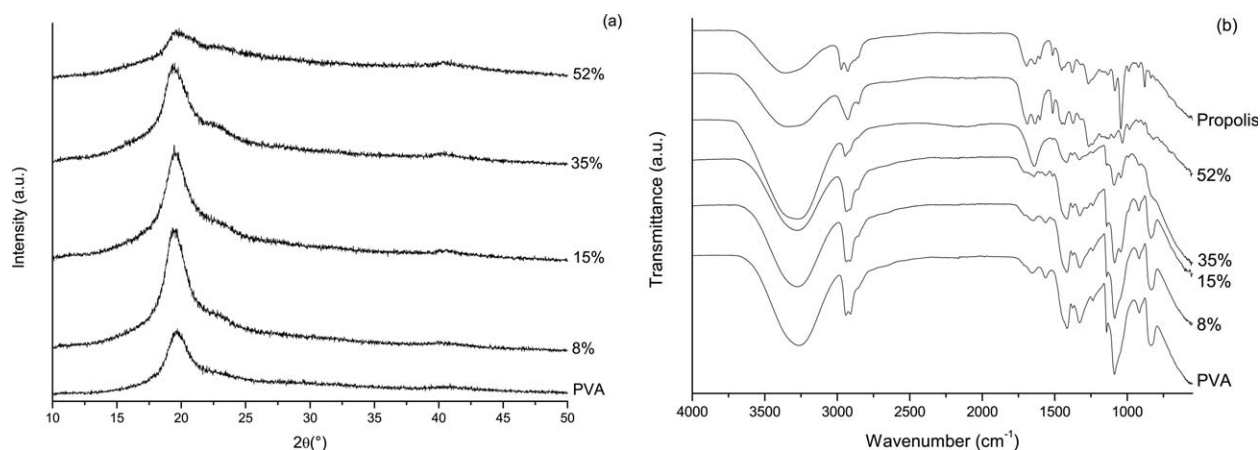 (a)
52%
35%
15%
8%
PVA
Intensity (a.u.)
10 15 20 25 30 35 40 45 50
2θ(°)
(b)
Propolis
52%
35%
15%
8%
PVA
Transmittance (a.u.)
4000 3500 3000 2500 2000 1500 1000
Wavenumber (cm⁻¹)